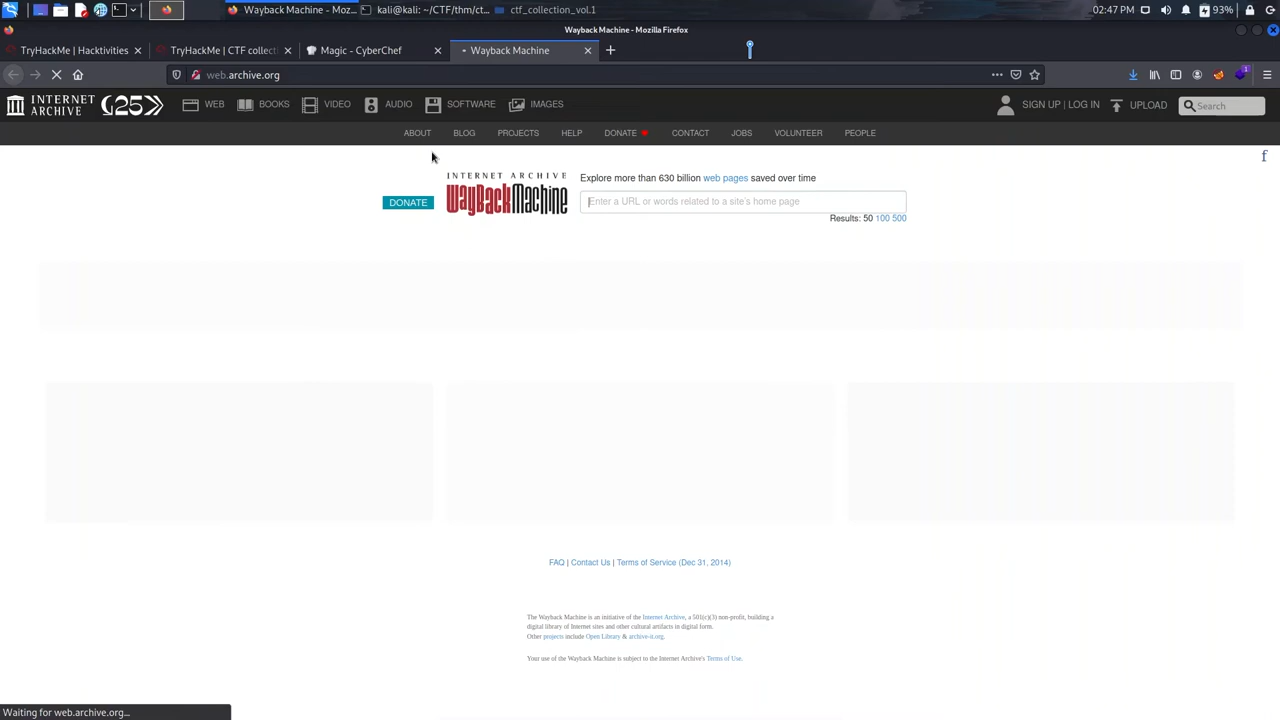 Wayback Machine - Moz...
kali@kali: ~/CTF/thm/ct...
ctf_collection_vol.1
02:47 PM
93%
Wayback Machine - Mozilla Firefox
TryHackMe | Hacktivities
TryHackMe | CTF collecti
Magic - CyberChef
Wayback Machine
web.archive.org
1
INTERNET ARCHIVE
25
WEB
BOOKS
VIDEO
AUDIO
SOFTWARE
IMAGES
SIGN UP | LOG IN
UPLOAD
Search
ABOUT
BLOG
PROJECTS
HELP
DONATE
CONTACT
JOBS
VOLUNTEER
PEOPLE
f
DONATE
INTERNET ARCHIVE
WayBackMachine
Explore more than 630 billion web pages saved over time
Enter a URL or words related to a site's home page
Results: 50 100 500
FAQ | Contact Us | Terms of Service (Dec 31, 2014)
The Wayback Machine is an initiative of the Internet Archive, a 501(c)(3) non-profit, building a
digital library of Internet sites and other cultural artifacts in digital form.
Other projects include Open Library & archive-it.org.
Your use of the Wayback Machine is subject to the Internet Archive's Terms of Use.
Waiting for web.archive.org...